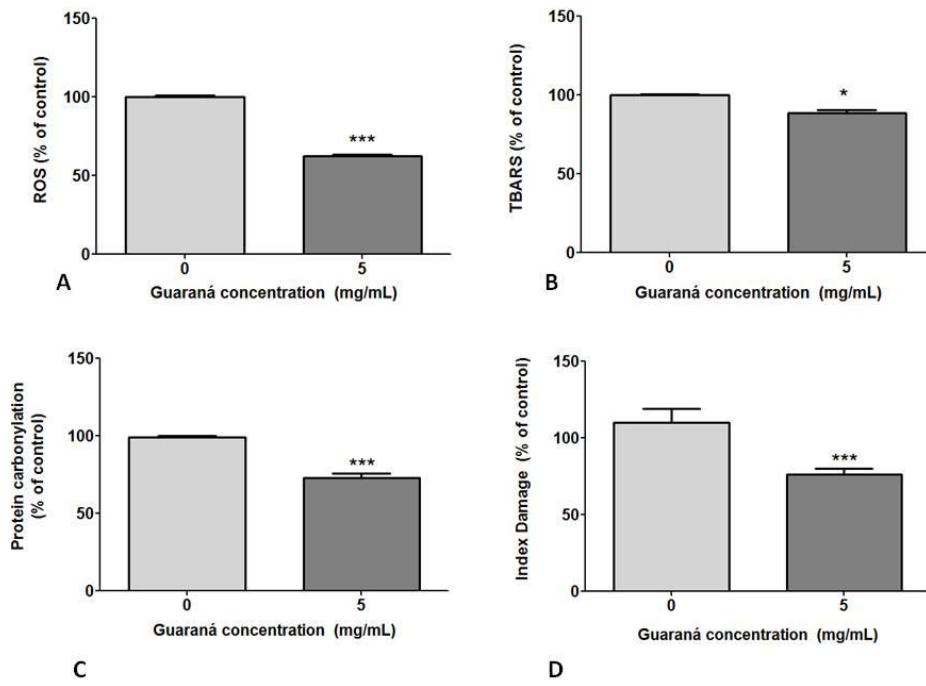 150
100
50
0
ROS (% of control)
***
0 5
Guaraná concentration (mg/mL)
A
150
100
50
0
TBARS (% of control)
*
0 5
Guaraná concentration (mg/mL)
B
150
100
50
0
Protein carbonylation
(% of control)
***
0 5
Guaraná concentration (mg/mL)
C
150
100
50
0
Index Damage (% of control)
***
0 5
Guaraná concentration (mg/mL)
D